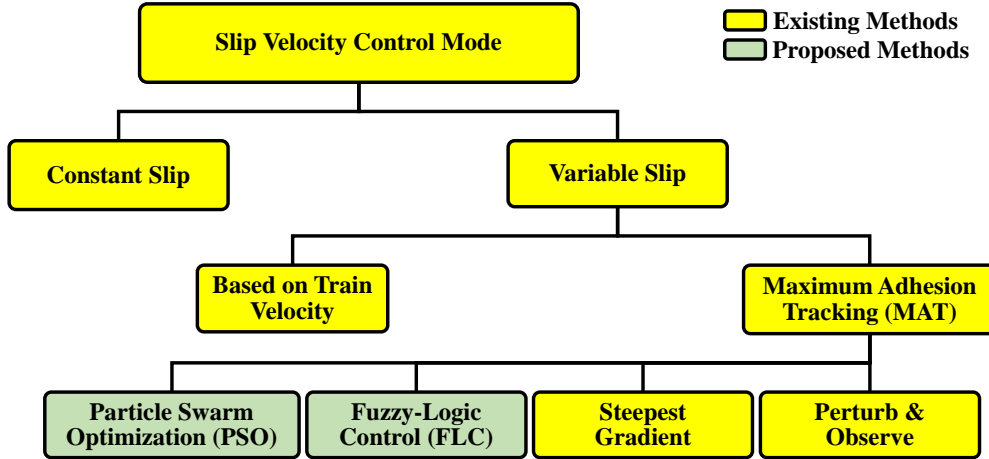 Slip Velocity Control Mode
Existing Methods
Proposed Methods
Constant Slip
Variable Slip
Based on Train
Velocity
Maximum Adhesion
Tracking (MAT)
Particle Swarm
Optimization (PSO)
Fuzzy-Logic
Control (FLC)
Steepest
Gradient
Perturb &
Observe